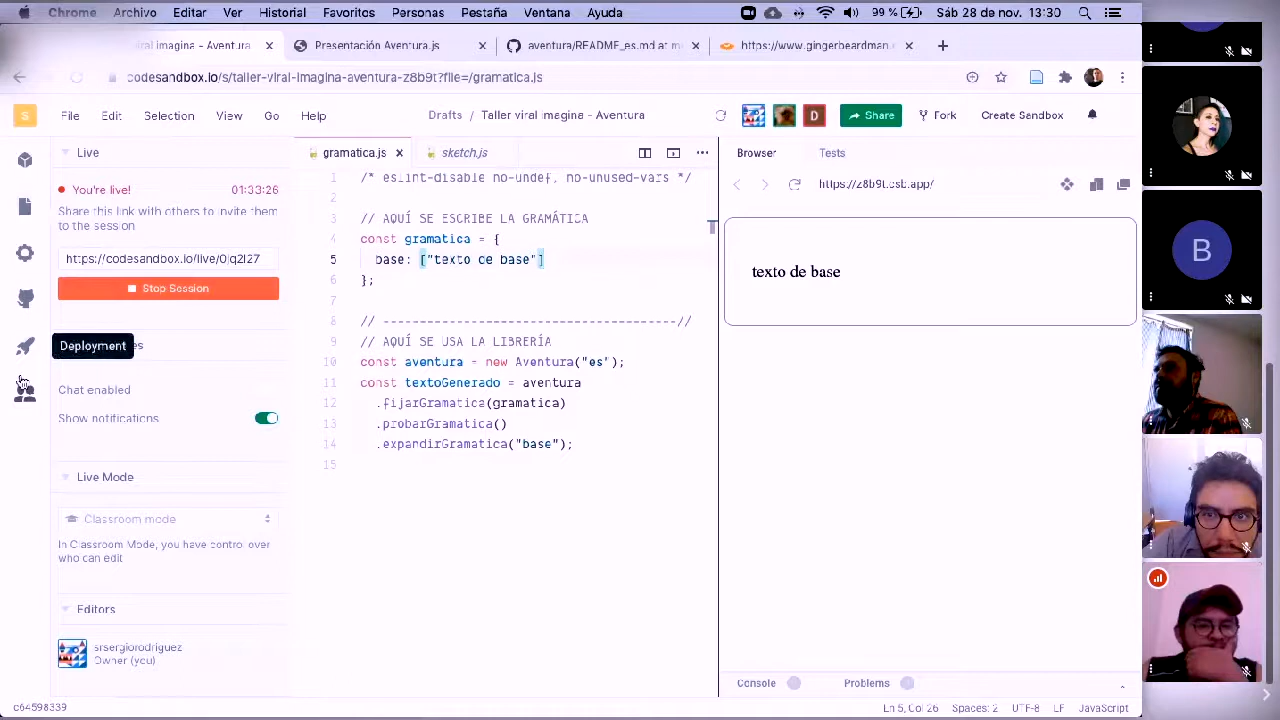 Chrome Archivo Editar Ver Historial Favoritos Personas Pestaña Ventana Ayuda 99 % Sáb 28 de nov. 13:30
viral imagina - Aventura
Presentación Aventura.js
aventura/README_es.md at m
https://www.gingerbeardman.
codesandbox.io/s/taller-viral-imagina-aventura-z8b9t?file=/gramatica.js
S File Edit Selection View Go Help
Drafts / Taller viral imagina - Aventura
D Share Fork Create Sandbox
Live
You're live! 01:33:26
Share this link with others to invite them
to the session
Stop Session
Deployment
Chat enabled
Show notifications
Live Mode
Classroom mode
In Classroom Mode, you have control over
who can edit
Editors
srsergiorodriguez
Owner (you)
gramatica.js
sketch.js
1 /* eslint-disable no-undef, no-unused-vars */
2
3 // AQUÍ SE ESCRIBE LA GRAMÁTICA
4 const gramatica = {
5 base: ["texto de base"]
6 };
7
8 // ----------------------------------------//
9 // AQUÍ SE USA LA LIBRERÍA
10 const aventura = new Aventura("es");
11 const textoGenerado = aventura
12 .fijarGramatica(gramatica)
13 .probarGramatica()
14 .expandirGramatica("base");
15
Browser Tests
https://z8b9t.csb.app/
texto de base
Console Problems
c64598339
Ln 5, Col 26 Spaces: 2 UTF-8 LF JavaScript
B